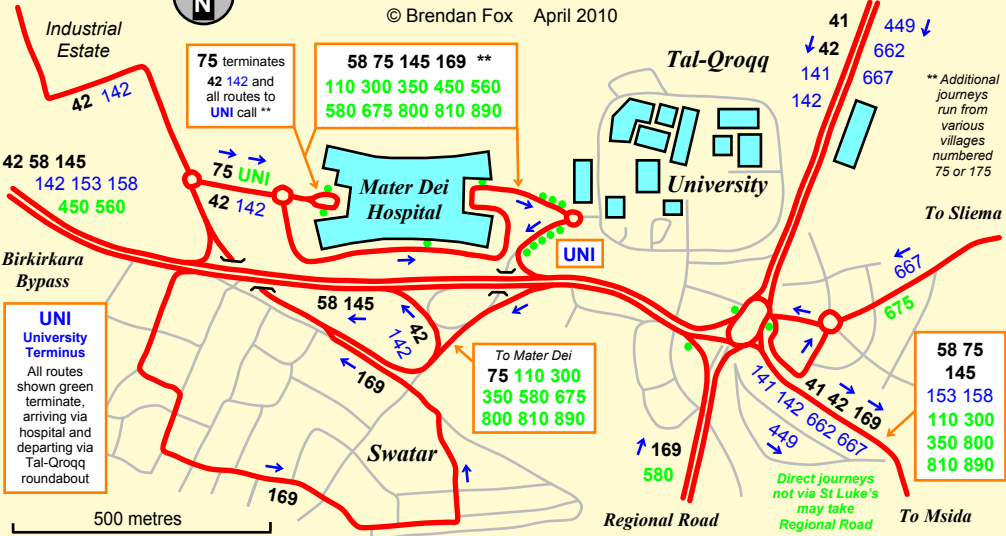 N
© Brendan Fox April 2010
Industrial
Estate
42 142
75 terminates
42 142 and
all routes to
UNI call **
58 75 145 169 **
110 300 350 450 560
580 675 800 810 890
Tal-Qroqq
41
42
141
142
449
662
667
** Additional
journeys
run from
various
villages
numbered
75 or 175
42 58 145
142 153 158
450 560
75 UNI
42 142
Mater Dei
Hospital
University
To Sliema
UNI
667
675
Birkirkara
Bypass
UNI
University
Terminus
All routes
shown green
terminate,
arriving via
hospital and
departing via
Tal-Qroqq
roundabout
58 145
42
142
169
To Mater Dei
75 110 300
350 580 675
800 810 890
58 75
145
153 158
110 300
350 800
810 890
41 42 169
141 142 662 667
449
Swatar
169
169
580
Direct journeys
not via St Luke's
may take
Regional Road
500 metres
Regional Road
To Msida